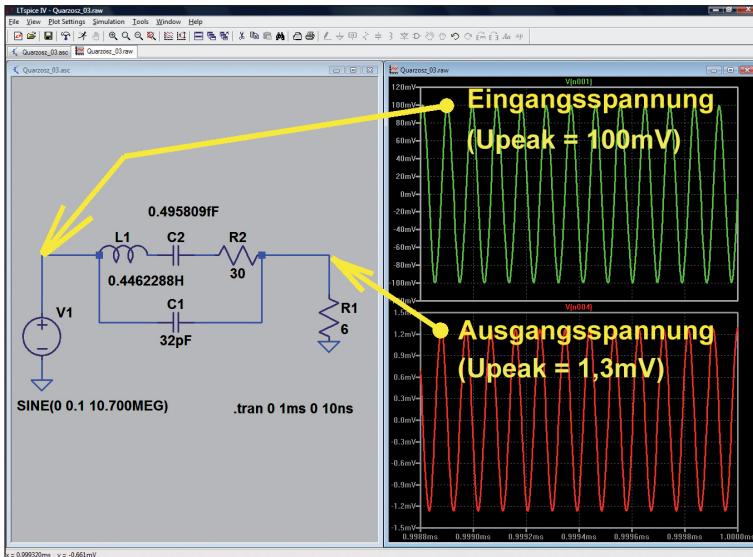 LTspice IV - Quarzosz_03.raw
File View Plot Settings Simulation Tools Window Help
Quarzosz_03.asc Quarzosz_03.raw
Quarzosz_03.asc
0.495809fF
L1 C2 R2
0.4462288H 30
C1
32pF
V1
R1
6
SINE(0 0.1 10.700MEG)
.tran 0 1ms 0 10ns
Quarzosz_03.raw
V(n001)
120mV
100mV
80mV
60mV
40mV
20mV
0mV
-20mV
-40mV
-60mV
-80mV
-100mV
Eingangsspannung
(Upeak = 100mV)
V(n004)
1.5mV
1.2mV
0.9mV
0.6mV
0.3mV
0.0mV
-0.3mV
-0.6mV
-0.9mV
-1.2mV
-1.5mV
Ausgangsspannung
(Upeak = 1,3mV)
0.9988ms 0.9990ms 0.9992ms 0.9994ms 0.9996ms 0.9998ms 1.0000ms
x = 0.999320ms y = -0.661mV